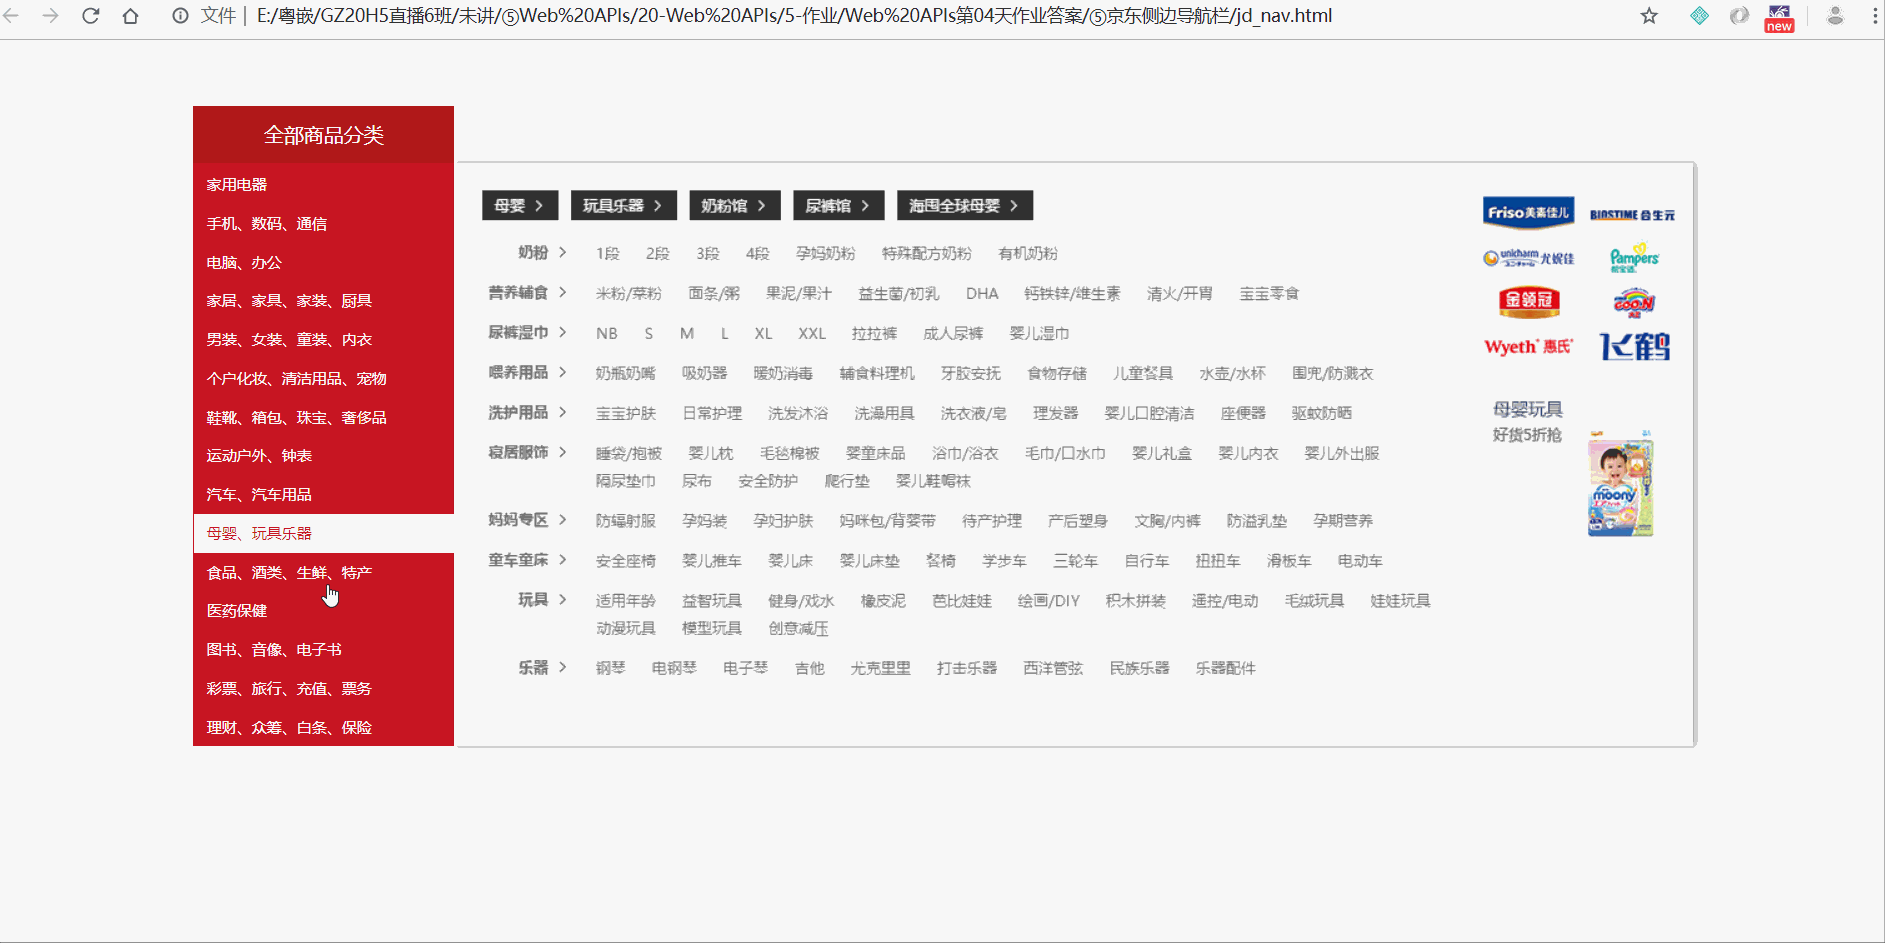 文件 | E:/粤嵌/GZ20H5直播6班/未讲/⑤Web%20APIs/20-Web%20APIs/5-作业/Web%20APIs第04天作业答案/⑤京东侧边导航栏/jd_nav.html
new
全部商品分类
家用电器
手机、数码、通信
电脑、办公
家居、家具、家装、厨具
男装、女装、童装、内衣
个户化妆、清洁用品、宠物
鞋靴、箱包、珠宝、奢侈品
运动户外、钟表
汽车、汽车用品
母婴、玩具乐器
食品、酒类、生鲜、特产
医药保健
图书、音像、电子书
彩票、旅行、充值、票务
理财、众筹、白条、保险
母婴 > 玩具乐器 > 奶粉馆 > 尿裤馆 > 海囤全球母婴 >
奶粉 > 1段 2段 3段 4段 孕妈奶粉 特殊配方奶粉 有机奶粉
营养辅食 > 米粉/菜粉 面条/粥 果泥/果汁 益生菌/初乳 DHA 钙铁锌/维生素 清火/开胃 宝宝零食
尿裤湿巾 > NB S M L XL XXL 拉拉裤 成人尿裤 婴儿湿巾
喂养用品 > 奶瓶奶嘴 吸奶器 暖奶消毒 辅食料理机 牙胶安抚 食物存储 儿童餐具 水壶/水杯 围兜/防溅衣
洗护用品 > 宝宝护肤 日常护理 洗发沐浴 洗澡用具 洗衣液/皂 理发器 婴儿口腔清洁 座便器 驱蚊防晒
寝居服饰 > 睡袋/抱被 婴儿枕 毛毯棉被 婴童床品 浴巾/浴衣 毛巾/口水巾 婴儿礼盒 婴儿内衣 婴儿外出服
隔尿垫巾 尿布 安全防护 爬行垫 婴儿鞋帽袜
妈妈专区 > 防辐射服 孕妈装 孕妇护肤 妈咪包/背婴带 待产护理 产后塑身 文胸/内裤 防溢乳垫 孕期营养
童车童床 > 安全座椅 婴儿推车 婴儿床 婴儿床垫 餐椅 学步车 三轮车 自行车 扭扭车 滑板车 电动车
玩具 > 适用年龄 益智玩具 健身/戏水 橡皮泥 芭比娃娃 绘画/DIY 积木拼装 遥控/电动 毛绒玩具 娃娃玩具
动漫玩具 模型玩具 创意减压
乐器 > 钢琴 电钢琴 电子琴 吉他 尤克里里 打击乐器 西洋管弦 民族乐器 乐器配件
Friso美素佳儿 BIOSTIME 合生元
unicharm 尤妮佳 Pampers
金领冠 GOO.N
Wyeth 惠氏 飞鹤
母婴玩具
好货5折抢
moony